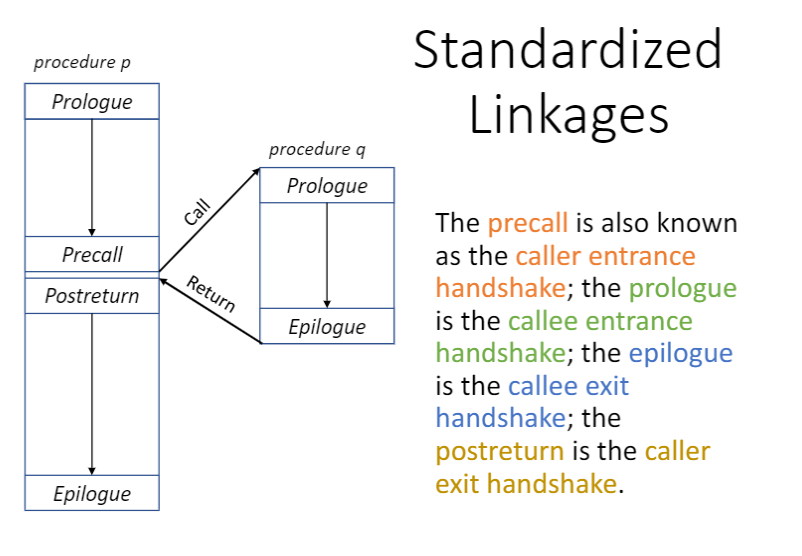 Standardized
Linkages
procedure p
Prologue
Precall
Postreturn
Epilogue
Call
Return
procedure q
Prologue
Epilogue
The precall is also known
as the caller entrance
handshake; the prologue
is the callee entrance
handshake; the epilogue
is the callee exit
handshake; the
postreturn is the caller
exit handshake.